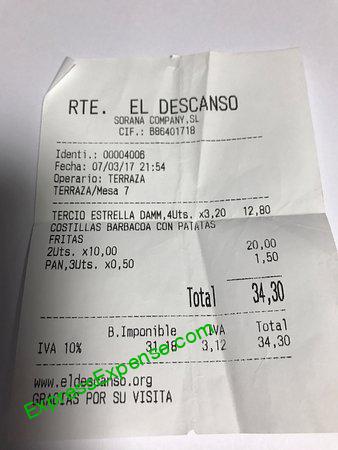 RTE. EL DESCANSO
SORANA COMPANY,SL
CIF.: B86401718
Identi.: 00004006
Fecha: 07/03/17 21:54
Operario: TERRAZA
TERRAZA/Mesa 7
TERCIO ESTRELLA DAMM,4Uts. x3,20 12,80
COSTILLAS BARBACOA CON PATATAS
FRITAS
2Uts. x10,00 20,00
PAN,3Uts. x0,50 1,50
Total 34,30
B.Imponible IVA Total
IVA 10% 31,18 3,12 34,30
www.eldescanso.org
GRACIAS POR SU VISITA
ExpressExpense.com